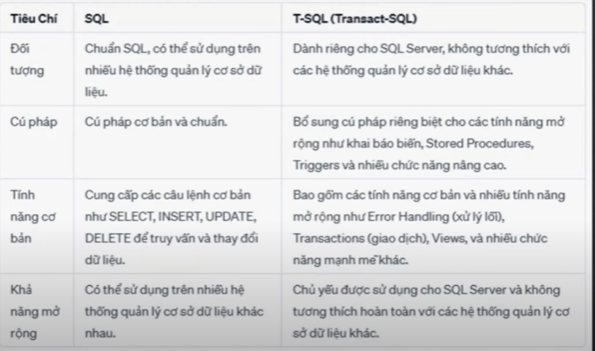 Tiêu Chí SQL T-SQL (Transact-SQL)
Đối Chuẩn SQL, có thể sử dụng trên Dành riêng cho SQL Server, không tương thích với
tượng nhiều hệ thống quản lý cơ sở dữ các hệ thống quản lý cơ sở dữ liệu khác.
liệu.
Cú pháp Cú pháp cơ bản và chuẩn. Bổ sung cú pháp riêng biệt cho các tính năng mở
rộng như khai báo biến, Stored Procedures,
Triggers và nhiều chức năng nâng cao.
Tính Cung cấp các câu lệnh cơ bản Bao gồm các tính năng cơ bản và nhiều tính năng
năng cơ như SELECT, INSERT, UPDATE, mở rộng như Error Handling (xử lý lỗi),
bản DELETE để truy vấn và thay đổi Transactions (giao dịch), Views, và nhiều chức
dữ liệu. năng mạnh mẽ khác.
Khả Có thể sử dụng trên nhiều hệ Chủ yếu được sử dụng cho SQL Server và không
năng mở thống quản lý cơ sở dữ liệu khác tương thích hoàn toàn với các hệ thống quản lý cơ
rộng nhau. sở dữ liệu khác.